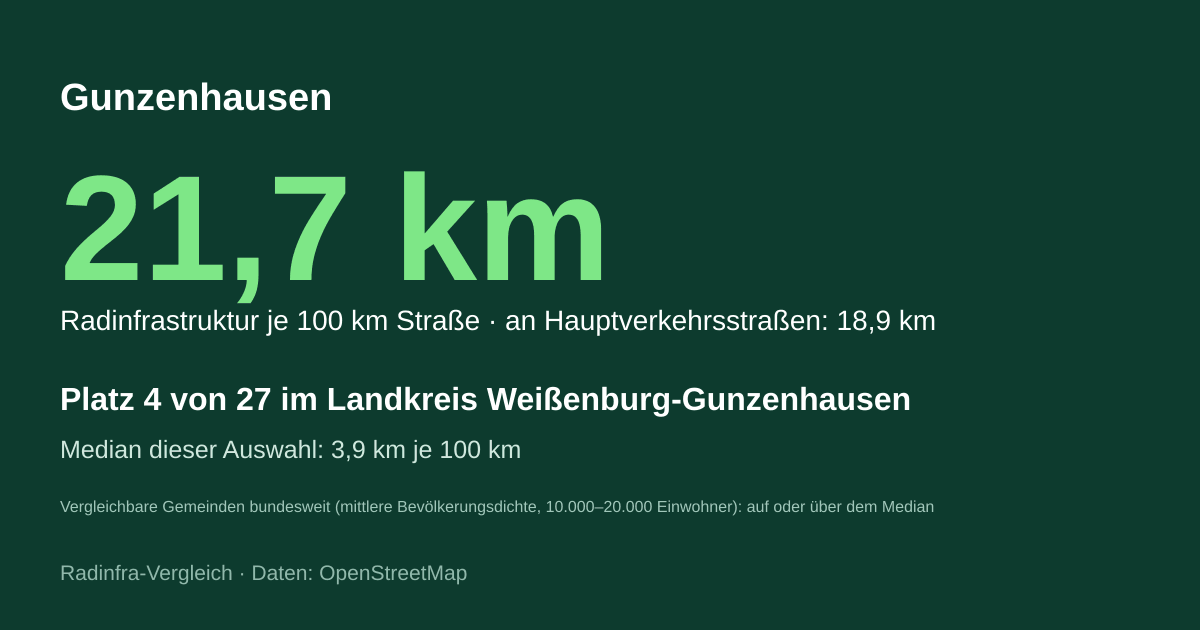 Gunzenhausen
21,7 km
Radinfrastruktur je 100 km Straße · an Hauptverkehrsstraßen: 18,9 km
Platz 4 von 27 im Landkreis Weißenburg-Gunzenhausen
Median dieser Auswahl: 3,9 km je 100 km
Vergleichbare Gemeinden bundesweit (mittlere Bevölkerungsdichte, 10.000–20.000 Einwohner): auf oder über dem Median
Radinfra-Vergleich · Daten: OpenStreetMap